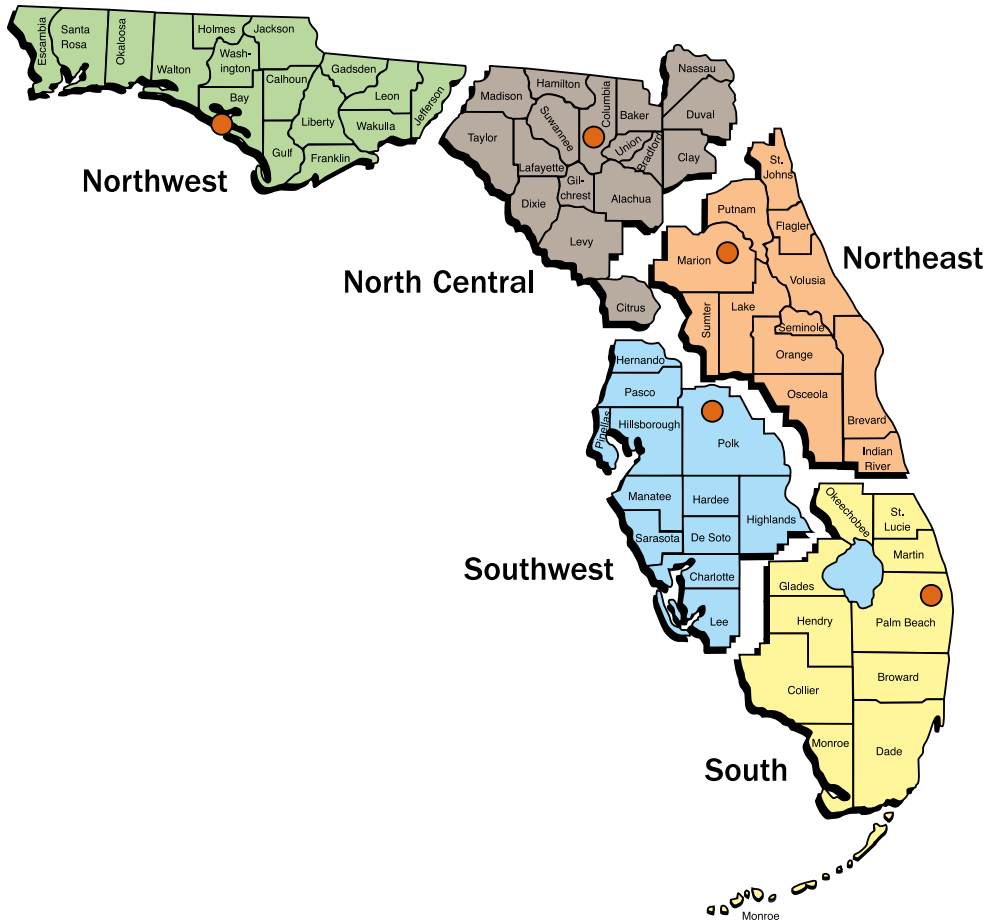 Escambia
Santa
Rosa
Okaloosa
Walton
Holmes
Jackson
Wash-
ington
Bay
Calhoun
Gulf
Liberty
Franklin
Gadsden
Leon
Wakulla
Jefferson
Northwest
Madison
Hamilton
Taylor
Suwannee
Columbia
Baker
Nassau
Duval
Union
Bradford
Clay
Lafayette
Gil-
christ
Alachua
Dixie
Levy
Citrus
North Central
St.
Johns
Putnam
Flagler
Marion
Volusia
Sumter
Lake
Seminole
Orange
Osceola
Brevard
Indian
River
Northeast
Hernando
Pasco
Pinellas
Hillsborough
Polk
Manatee
Hardee
Highlands
Sarasota
De Soto
Charlotte
Lee
Southwest
Okeechobee
St.
Lucie
Martin
Glades
Hendry
Palm Beach
Collier
Broward
Monroe
Dade
South
Monroe